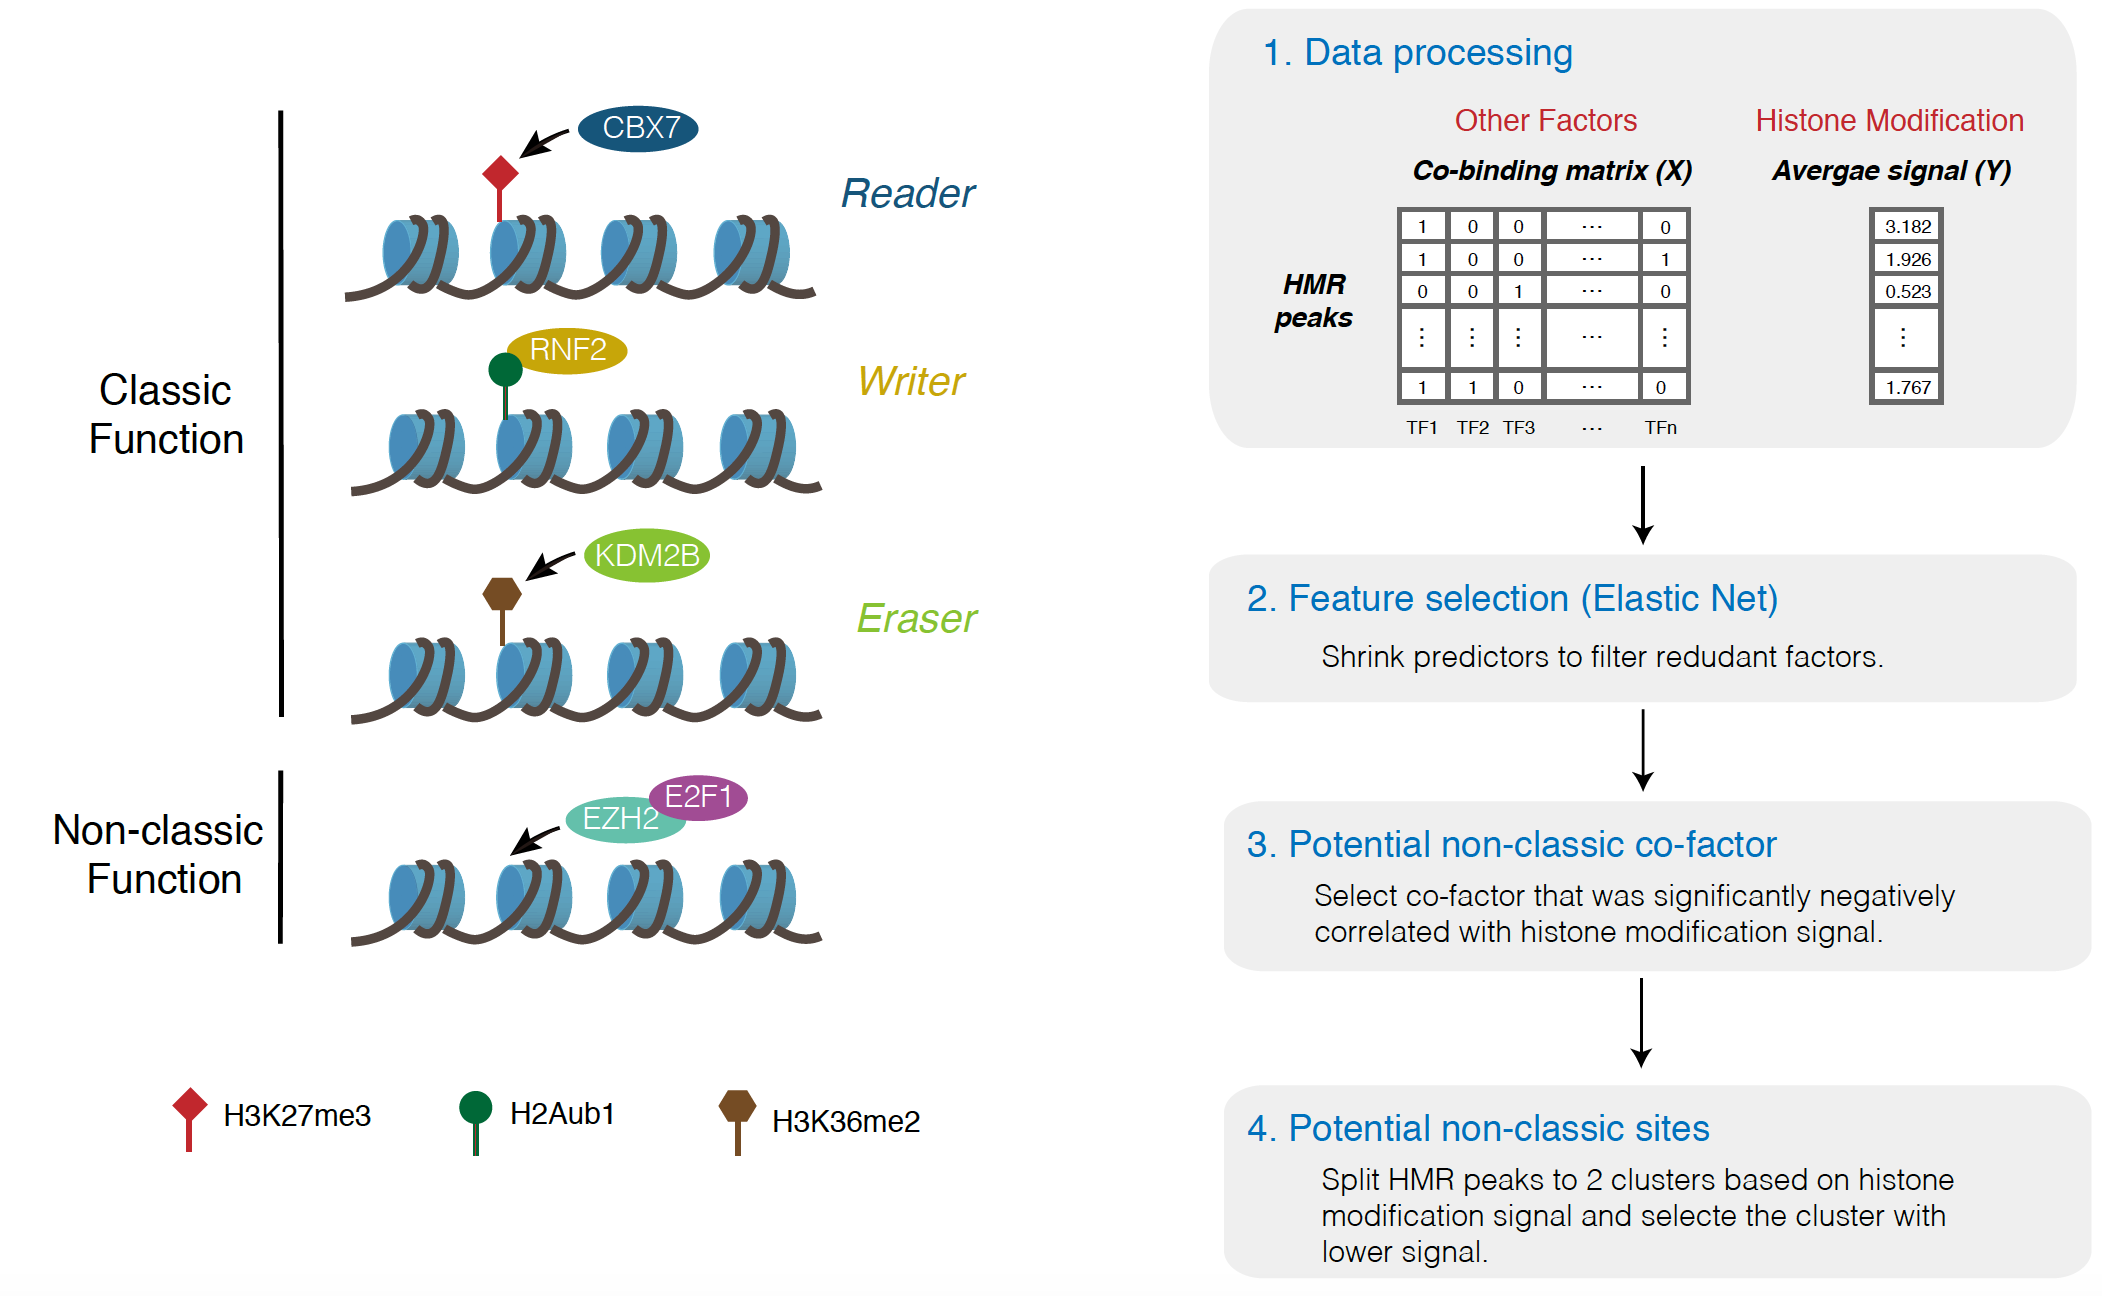 CBX7
Reader
RNF2
Writer
Classic
Function
KDM2B
Eraser
Non-classic
Function
EZH2
E2F1
H3K27me3
H2Aub1
H3K36me2
1. Data processing
Other Factors
Histone Modification
Co-binding matrix (X)
Avergae signal (Y)
HMR
peaks
1 0 0 ... 0
1 0 0 ... 1
0 0 1 ... 0
⋮ ⋮ ⋮ ... ⋮
1 1 0 ... 0
TF1 TF2 TF3 ... TFn
3.182
1.926
0.523
⋮
1.767
2. Feature selection (Elastic Net)
Shrink predictors to filter redudant factors.
3. Potential non-classic co-factor
Select co-factor that was significantly negatively
correlated with histone modification signal.
4. Potential non-classic sites
Split HMR peaks to 2 clusters based on histone
modification signal and selecte the cluster with
lower signal.